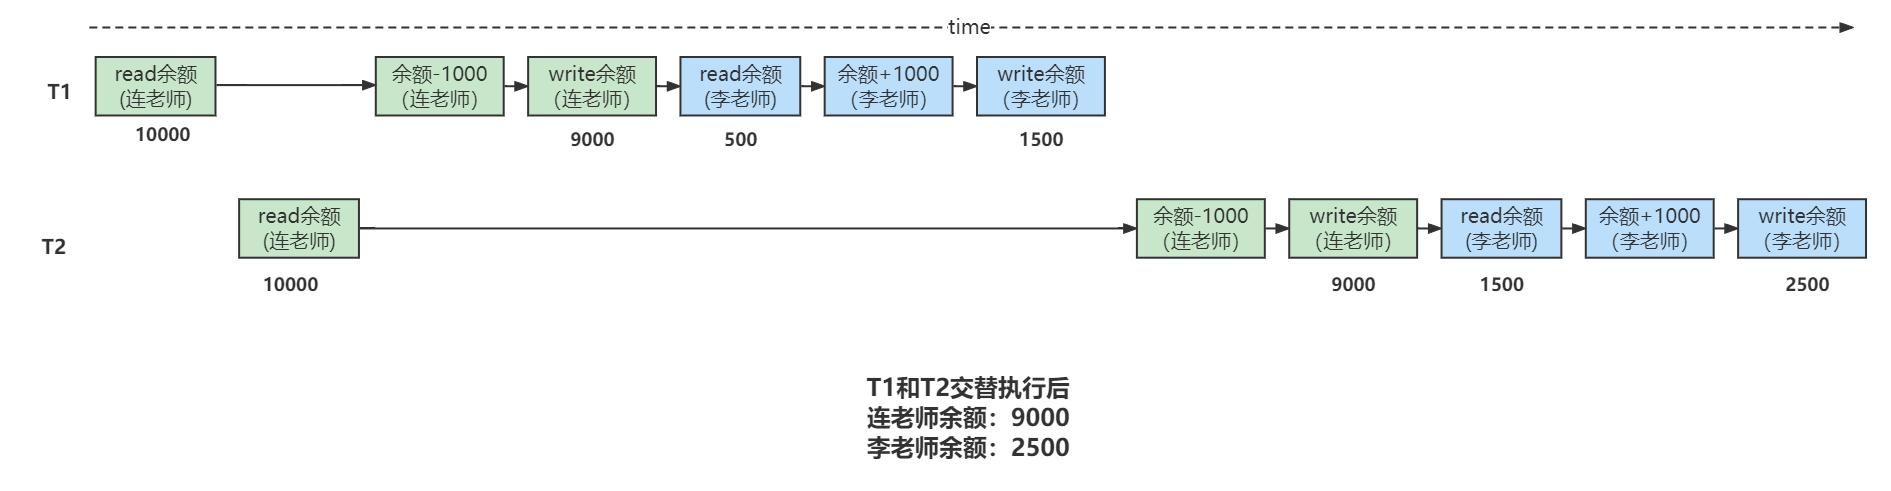 time
T1
read余额
(连老师)
10000
余额-1000
(连老师)
write余额
(连老师)
9000
read余额
(李老师)
500
余额+1000
(李老师)
write余额
(李老师)
1500
T2
read余额
(连老师)
10000
余额-1000
(连老师)
write余额
(连老师)
9000
read余额
(李老师)
1500
余额+1000
(李老师)
write余额
(李老师)
2500
T1和T2交替执行后
连老师余额：9000
李老师余额：2500